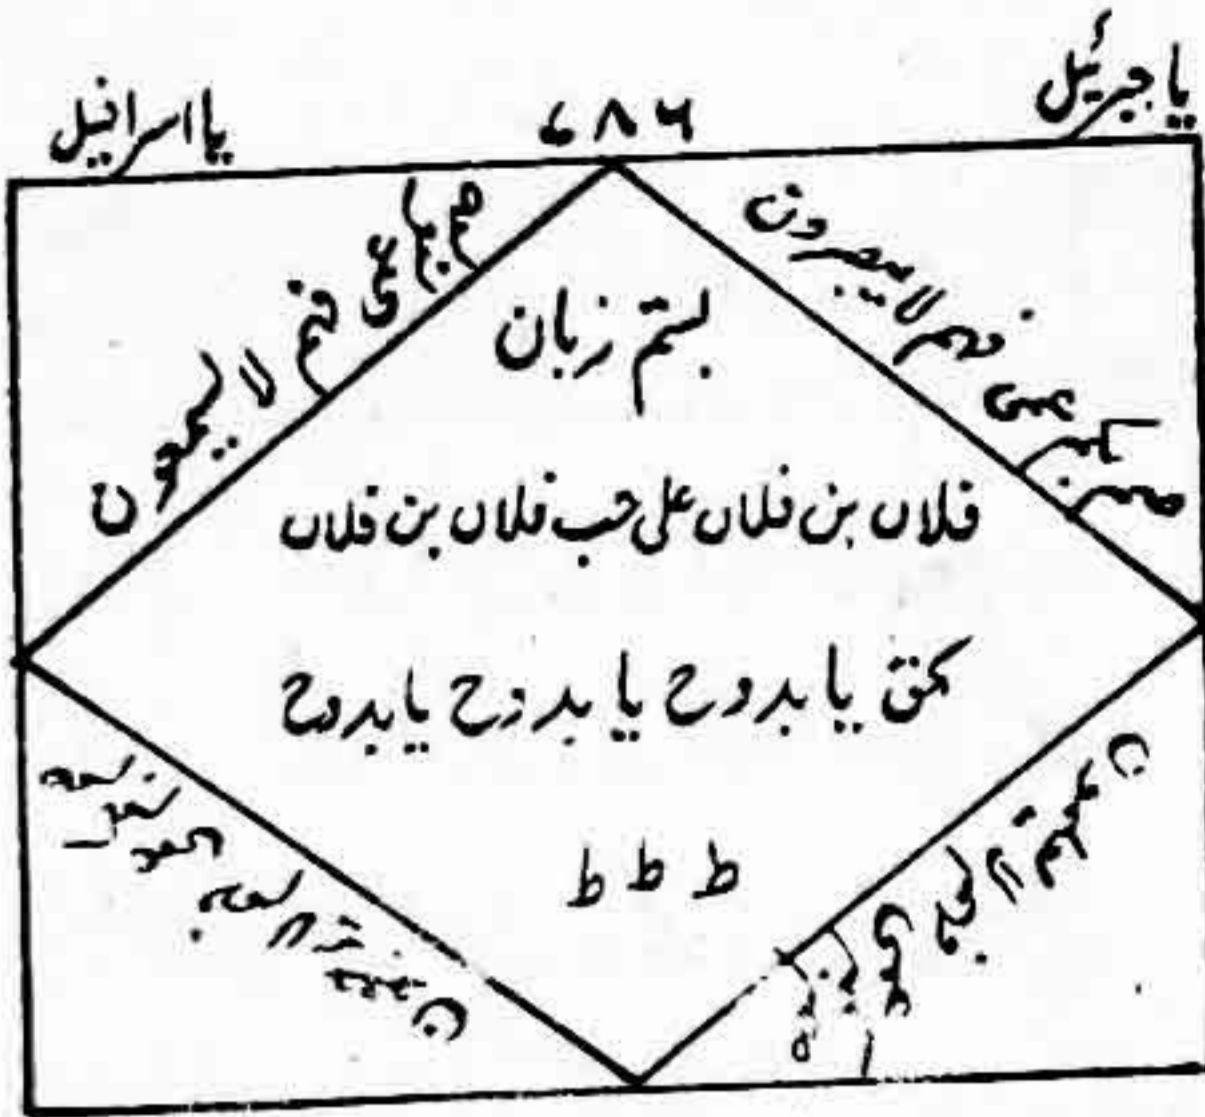 یا جبرئیل
۷۸۶
یا اسرافیل
صم بکم عمی فهم لا یبصرون
صم بکم عمی فهم لا یسمعون
بستم زبان
فلاں بن فلاں علی حب فلاں بن فلاں
بحق یا بدوح یا بدوح یا بدوح
ط ط ط